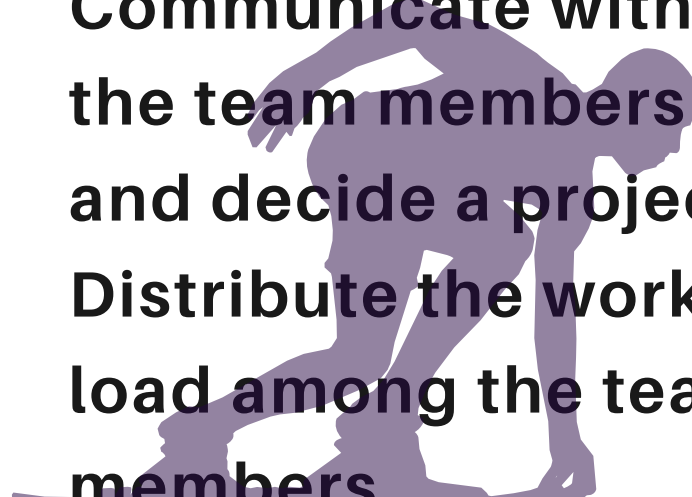 Communicate with
the team members
and decide a projec
Distribute the work
load among the tea
members